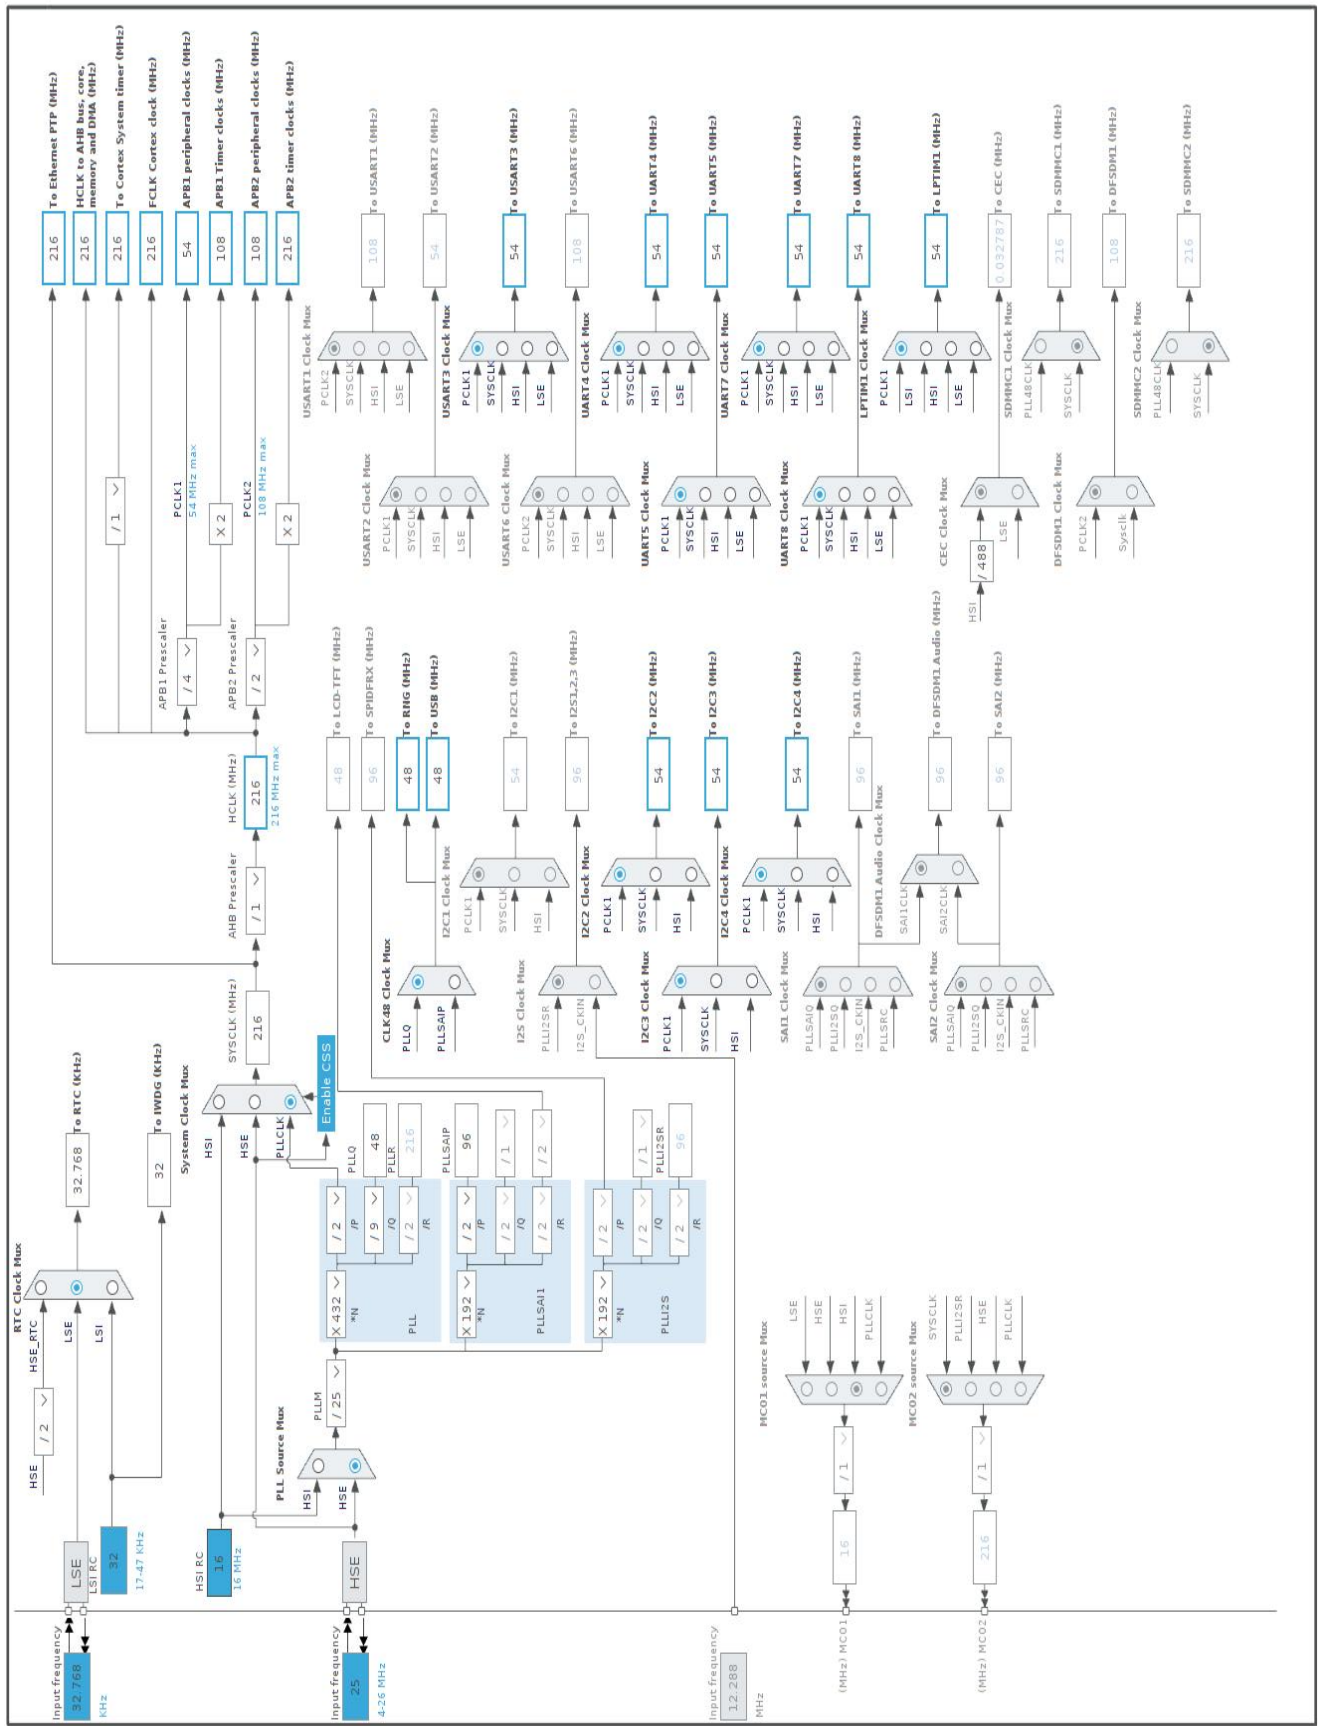 Input frequency
32.768
KHz
LSE
LSI RC
32
17-47 KHz
HSE
/ 2
HSE_RTC
LSE
LSI
RTC Clock Mux
32.768
To RTC (KHz)
32
To IWDG (KHz)
HSI RC
16
16 MHz
Input frequency
25
4-26 MHz
HSE
PLL Source Mux
HSI
HSE
PLLM
/ 25
System Clock Mux
HSI
HSE
PLLCLK
Enable CSS
SYSCLK (MHz)
216
AHB Prescaler
/ 1
HCLK (MHz)
216
216 MHz max
216
To Ethernet PTP (MHz)
216
HCLK to AHB bus, core,
memory and DMA (MHz)
/ 1
216
To Cortex System timer (MHz)
216
FCLK Cortex clock (MHz)
APB1 Prescaler
/ 4
PCLK1
54 MHz max
54
APB1 peripheral clocks (MHz)
X 2
108
APB1 Timer clocks (MHz)
APB2 Prescaler
/ 2
PCLK2
108 MHz max
108
APB2 peripheral clocks (MHz)
X 2
216
APB2 timer clocks (MHz)
X 432
*N
PLL
/ 2
/P
/ 9
/Q
/ 2
/R
PLLQ
48
PLLR
216
X 192
*N
PLLSAI1
/ 2
/P
/ 2
/Q
/ 2
/R
PLLSAIP
96
/ 1
/ 2
X 192
*N
PLLI2S
/ 2
/P
/ 2
/Q
/ 2
/R
/ 1
PLLI2SR
96
48
To LCD-TFT (MHz)
96
To SPIDFRX (MHz)
CLK48 Clock Mux
PLLQ
PLLSAIP
48
To RNG (MHz)
48
To USB (MHz)
I2C1 Clock Mux
PCLK1
SYSCLK
HSI
54
To I2C1 (MHz)
I2S Clock Mux
PLLI2SR
I2S_CKIN
96
To I2S1,2,3 (MHz)
I2C2 Clock Mux
PCLK1
SYSCLK
HSI
54
To I2C2 (MHz)
I2C3 Clock Mux
PCLK1
SYSCLK
HSI
54
To I2C3 (MHz)
I2C4 Clock Mux
PCLK1
SYSCLK
HSI
54
To I2C4 (MHz)
SAI1 Clock Mux
PLLSAIQ
PLLI2SQ
I2S_CKIN
PLLSRC
96
To SAI1 (MHz)
DFSDM1 Audio Clock Mux
SAI1CLK
SAI2CLK
96
To DFSDM1 Audio (MHz)
SAI2 Clock Mux
PLLSAIQ
PLLI2SQ
I2S_CKIN
PLLSRC
96
To SAI2 (MHz)
USART1 Clock Mux
PCLK2
SYSCLK
HSI
LSE
108
To USART1 (MHz)
USART2 Clock Mux
PCLK1
SYSCLK
HSI
LSE
54
To USART2 (MHz)
USART3 Clock Mux
PCLK1
SYSCLK
HSI
LSE
54
To USART3 (MHz)
USART6 Clock Mux
PCLK2
SYSCLK
HSI
LSE
108
To USART6 (MHz)
UART4 Clock Mux
PCLK1
SYSCLK
HSI
LSE
54
To UART4 (MHz)
UART5 Clock Mux
PCLK1
SYSCLK
HSI
LSE
54
To UART5 (MHz)
UART7 Clock Mux
PCLK1
SYSCLK
HSI
LSE
54
To UART7 (MHz)
UART8 Clock Mux
PCLK1
SYSCLK
HSI
LSE
54
To UART8 (MHz)
LPTIM1 Clock Mux
PCLK1
LSI
HSI
LSE
54
To LPTIM1 (MHz)
CEC Clock Mux
HSI
/ 488
LSE
0.032787
To CEC (MHz)
SDMMC1 Clock Mux
PLL48CLK
SYSCLK
216
To SDMMC1 (MHz)
DFSDM1 Clock Mux
PCLK2
Sysclk
108
To DFSDM1 (MHz)
SDMMC2 Clock Mux
PLL48CLK
SYSCLK
216
To SDMMC2 (MHz)
Input frequency
12.288
MHz
MCO1 source Mux
LSE
HSE
HSI
PLLCLK
/ 1
16
(MHz) MCO1
MCO2 source Mux
SYSCLK
PLLI2SR
HSE
PLLCLK
/ 1
216
(MHz) MCO2